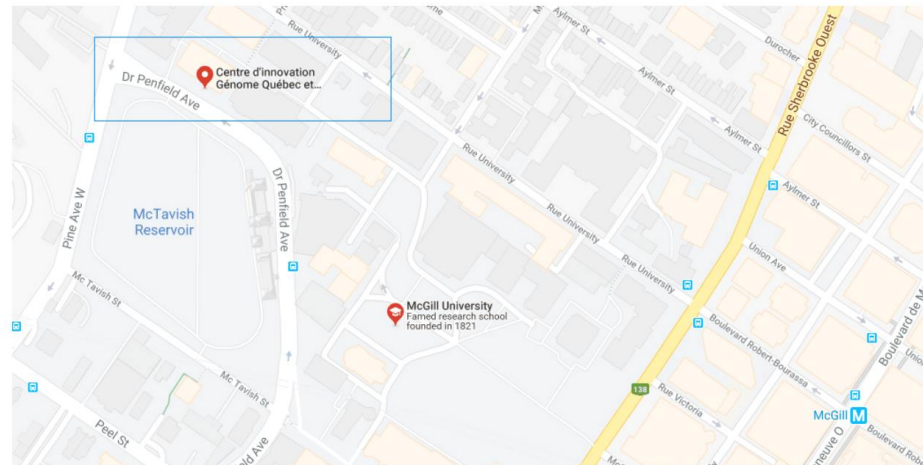 Rue University
Aylmer St
Durocher
Rue Sherbrooke Ouest
Centre d'innovation
Génome Québec et...
Dr Penfield Ave
Aylmer St
City Councillors St
Rue University
Dr Penfield Ave
Aylmer St
McTavish
Reservoir
Rue University
Pine Ave W
Union Ave
Rue University
Mc Tavish St
McGill University
Famed research school
founded in 1821
Boulevard Robert-Bourassa
Boulevard de M
Union
138
Mc Tavish St
Rue Victoria
McGill M
Peel St
Boulevard Robert
neuve O